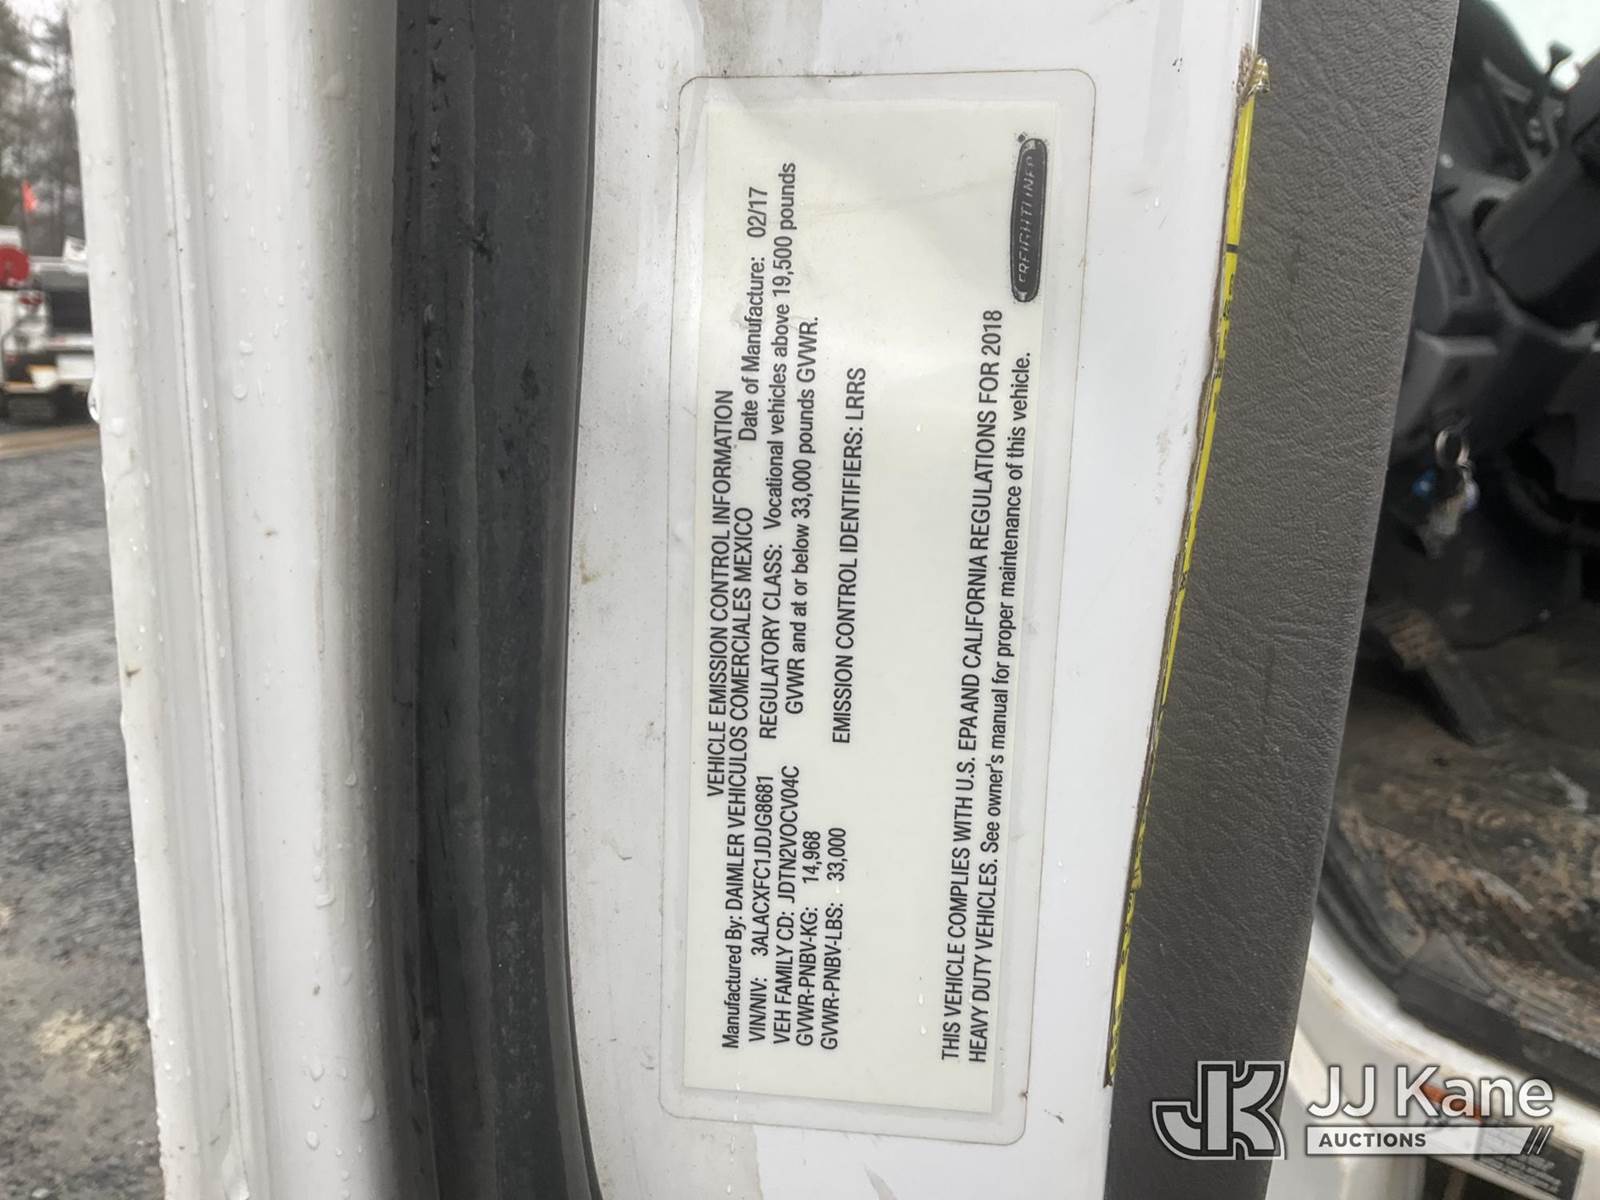 VEHICLE EMISSION CONTROL INFORMATION
Manufactured By: DAIMLER VEHICULOS COMERCIALES MEXICO Date of Manufacture: 02/17
VIN/NIV: 3ALACXFC1JDJG8681 REGULATORY CLASS: Vocational vehicles above 19,500 pounds
VEH FAMILY CD: JDTN2VOCV04C GVWR and at or below 33,000 pounds GVWR.
GVWR-PNBV-KG: 14,968
GVWR-PNBV-LBS: 33,000 EMISSION CONTROL IDENTIFIERS: LRRS
THIS VEHICLE COMPLIES WITH U.S. EPA AND CALIFORNIA REGULATIONS FOR 2018
HEAVY DUTY VEHICLES. See owner's manual for proper maintenance of this vehicle.
FREIGHTLINER
JK JJ Kane
AUCTIONS